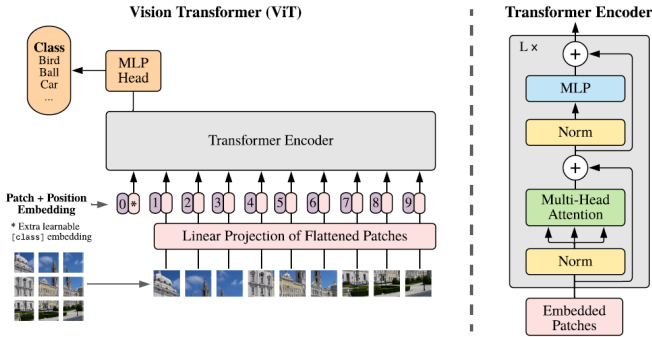 Vision Transformer (ViT)
Class
Bird
Ball
Car
...
MLP
Head
Transformer Encoder
Patch + Position
Embedding
0 * 1 2 3 4 5 6 7 8 9
* Extra learnable
[class] embedding
Linear Projection of Flattened Patches
Transformer Encoder
L x
+
MLP
Norm
+
Multi-Head
Attention
Norm
Embedded
Patches